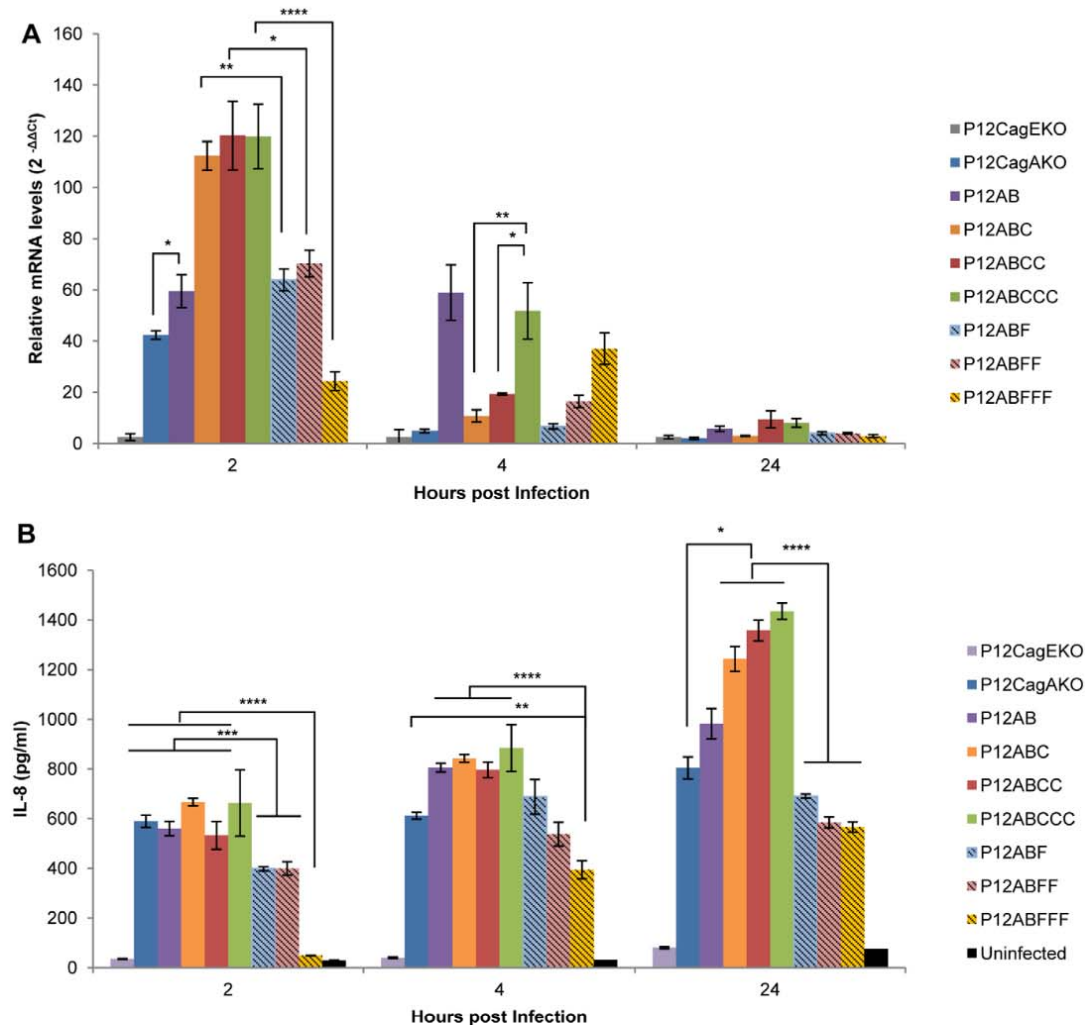 A
****
*
**
*
**
*
160
140
120
100
80
60
40
20
0
Relative mRNA levels (2 -ΔΔCt)
2
4
24
Hours post Infection
P12CagEKO
P12CagAKO
P12AB
P12ABC
P12ABCC
P12ABCCC
P12ABF
P12ABFF
P12ABFFF
B
*
****
****
**
****
***
1600
1400
1200
1000
800
600
400
200
0
IL-8 (pg/ml)
2
4
24
Hours post Infection
P12CagEKO
P12CagAKO
P12AB
P12ABC
P12ABCC
P12ABCCC
P12ABF
P12ABFF
P12ABFFF
Uninfected